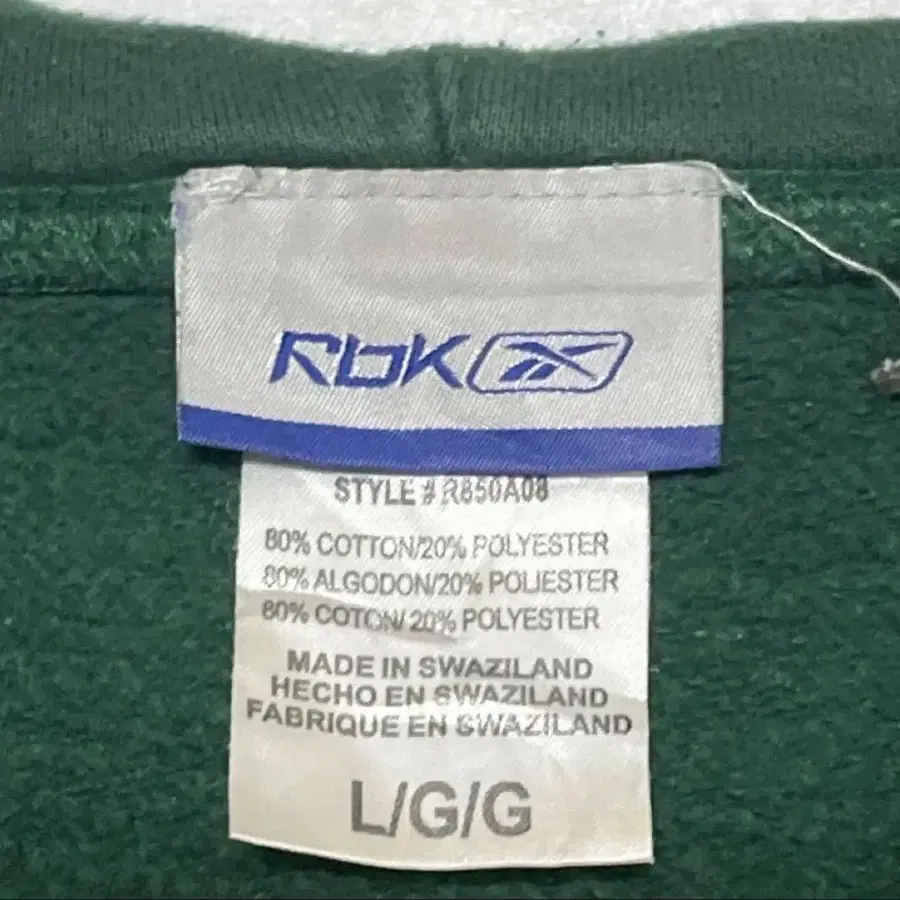 Rbk
STYLE # R850A08
80% COTTON/20% POLYESTER
80% ALGODON/20% POLIESTER
80% COTON/ 20% POLYESTER
MADE IN SWAZILAND
HECHO EN SWAZILAND
FABRIQUE EN SWAZILAND
L/G/G